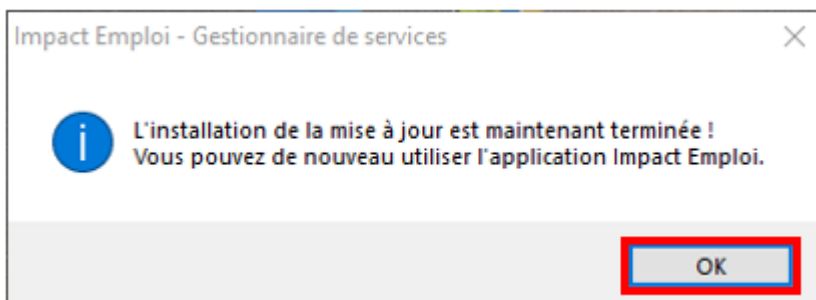 Impact Emploi - Gestionnaire de services
L'installation de la mise à jour est maintenant terminée !
Vous pouvez de nouveau utiliser l'application Impact Emploi.
OK